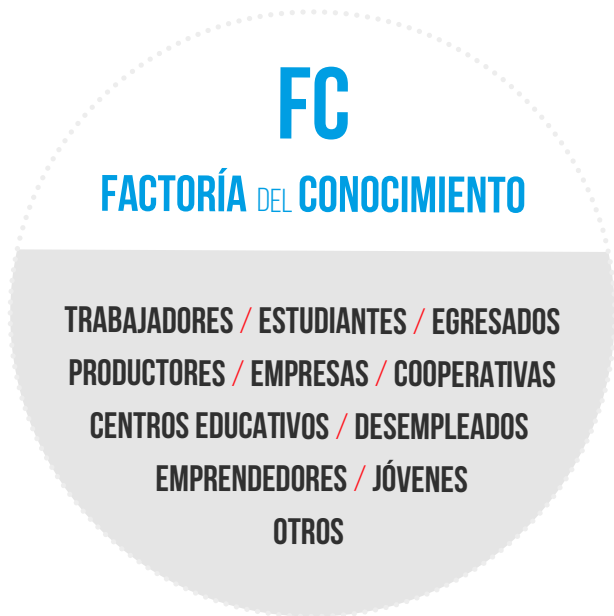 FC
FACTORÍA DEL CONOCIMIENTO
TRABAJADORES / ESTUDIANTES / EGRESADOS
PRODUCTORES / EMPRESAS / COOPERATIVAS
CENTROS EDUCATIVOS / DESEMPLEADOS
EMPRENDEDORES / JÓVENES
OTROS